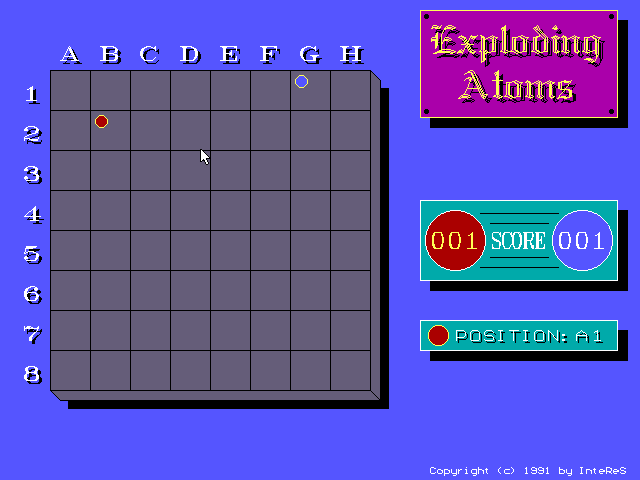 Exploding
Atoms
A B C D E F G H
1
2
3
4
5
6
7
8
001 SCORE 001
POSITION: A1
Copyright (c) 1991 by InteReS